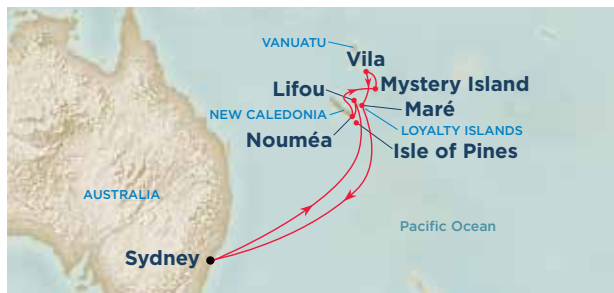 VANUATU
Vila
Lifou
Mystery Island
NEW CALEDONIA
Maré
Nouméa
LOYALTY ISLANDS
Isle of Pines
AUSTRALIA
Pacific Ocean
Sydney